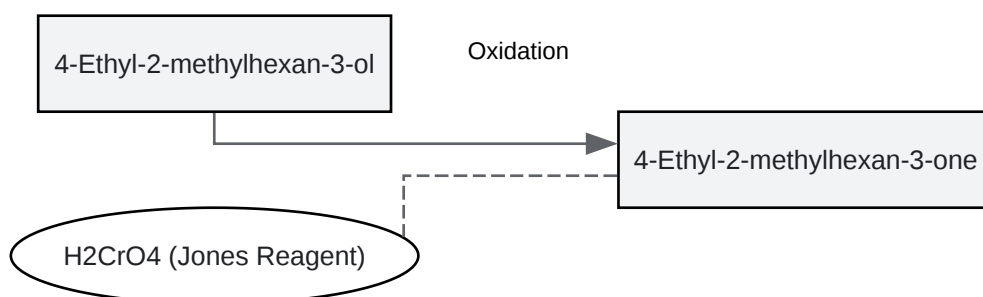 4-Ethyl-2-methylhexan-3-ol
Oxidation
4-Ethyl-2-methylhexan-3-one
H2CrO4 (Jones Reagent)